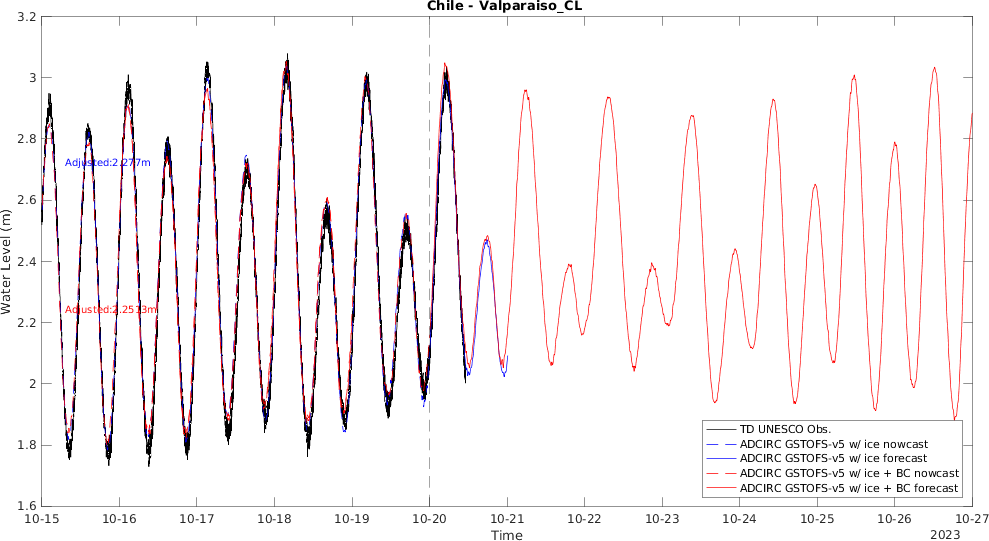 Chile - Valparaiso_CL
3.2
3
2.8
2.6
2.4
2.2
2
1.8
1.6
Water Level (m)
Adjusted:2.277m
Adjusted:2.2513m
TD UNESCO Obs.
ADCIRC GSTOFS-v5 w/ ice nowcast
ADCIRC GSTOFS-v5 w/ ice forecast
ADCIRC GSTOFS-v5 w/ ice + BC nowcast
ADCIRC GSTOFS-v5 w/ ice + BC forecast
10-15 10-16 10-17 10-18 10-19 10-20 10-21 10-22 10-23 10-24 10-25 10-26 10-27
Time
2023